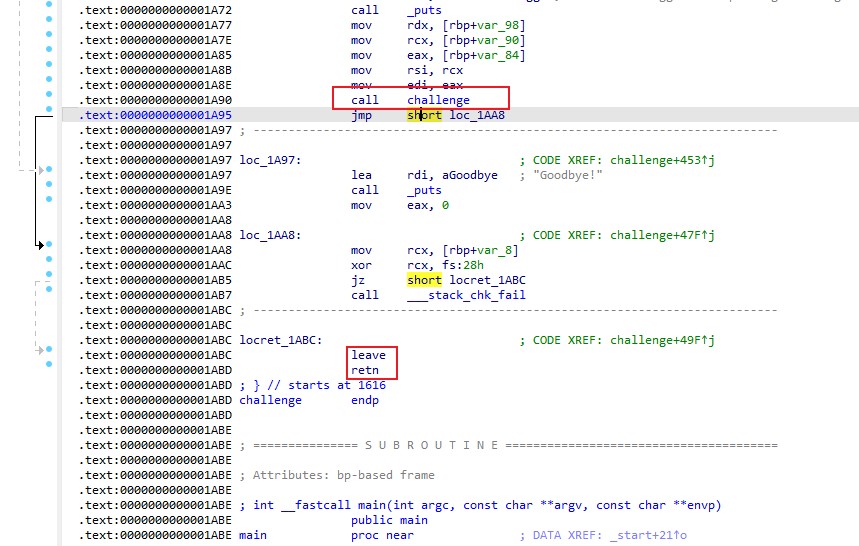 .text:0000000000001A72 call _puts
.text:0000000000001A77 mov rdx, [rbp+var_98]
.text:0000000000001A7E mov rcx, [rbp+var_90]
.text:0000000000001A85 mov eax, [rbp+var_84]
.text:0000000000001A8B mov rsi, rcx
.text:0000000000001A8E mov edi, eax
.text:0000000000001A90 call challenge
.text:0000000000001A95 jmp short loc_1AA8
.text:0000000000001A97 ; ---------------------------------------------------------------------------
.text:0000000000001A97
.text:0000000000001A97 loc_1A97: ; CODE XREF: challenge+453↑j
.text:0000000000001A97 lea rdi, aGoodbye ; "Goodbye!"
.text:0000000000001A9E call _puts
.text:0000000000001AA3 mov eax, 0
.text:0000000000001AA8
.text:0000000000001AA8 loc_1AA8: ; CODE XREF: challenge+47F↑j
.text:0000000000001AA8 mov rcx, [rbp+var_8]
.text:0000000000001AAC xor rcx, fs:28h
.text:0000000000001AB5 jz short locret_1ABC
.text:0000000000001AB7 call ___stack_chk_fail
.text:0000000000001ABC ; ---------------------------------------------------------------------------
.text:0000000000001ABC
.text:0000000000001ABC locret_1ABC: ; CODE XREF: challenge+49F↑j
.text:0000000000001ABC leave
.text:0000000000001ABD retn
.text:0000000000001ABD ; } // starts at 1616
.text:0000000000001ABD challenge endp
.text:0000000000001ABD
.text:0000000000001ABE
.text:0000000000001ABE ; =============== S U B R O U T I N E =======================================
.text:0000000000001ABE
.text:0000000000001ABE ; Attributes: bp-based frame
.text:0000000000001ABE
.text:0000000000001ABE ; int __fastcall main(int argc, const char **argv, const char **envp)
.text:0000000000001ABE public main
.text:0000000000001ABE main proc near ; DATA XREF: _start+21↑o